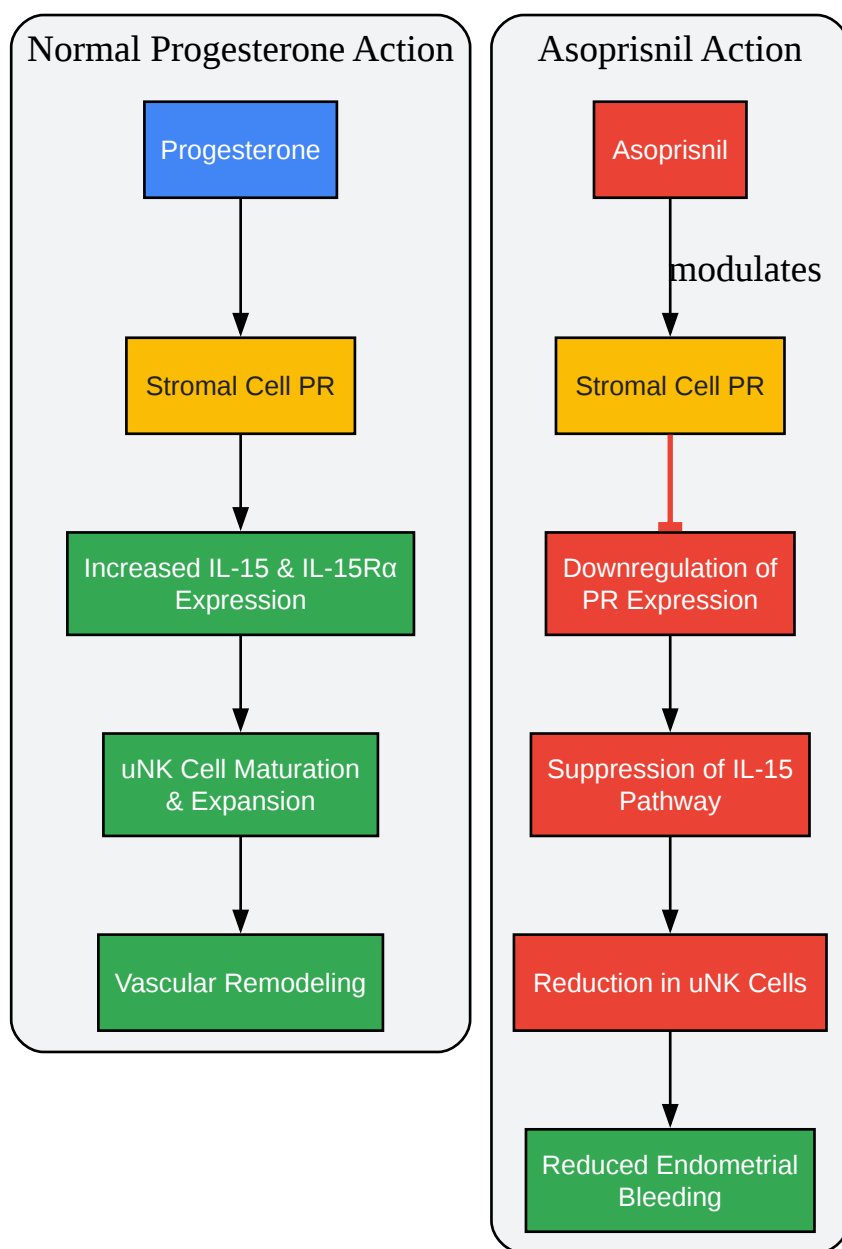 Normal Progesterone Action
Progesterone
Stromal Cell PR
Increased IL-15 & IL-15Rα
Expression
uNK Cell Maturation
& Expansion
Vascular Remodeling
Asoprisnil Action
Asoprisnil
modulates
Stromal Cell PR
Downregulation of
PR Expression
Suppression of IL-15
Pathway
Reduction in uNK Cells
Reduced Endometrial
Bleeding